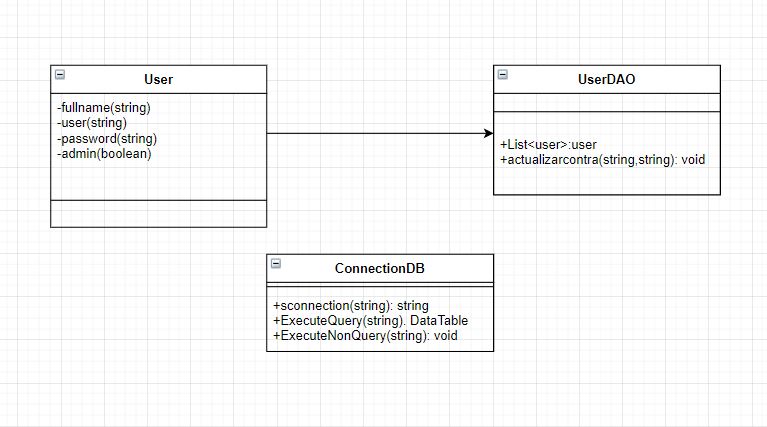 User
-fullname(string)
-user(string)
-password(string)
-admin(boolean)
UserDAO
+List<user>:user
+actualizarcontra(string,string): void
ConnectionDB
+sconnection(string): string
+ExecuteQuery(string). DataTable
+ExecuteNonQuery(string): void